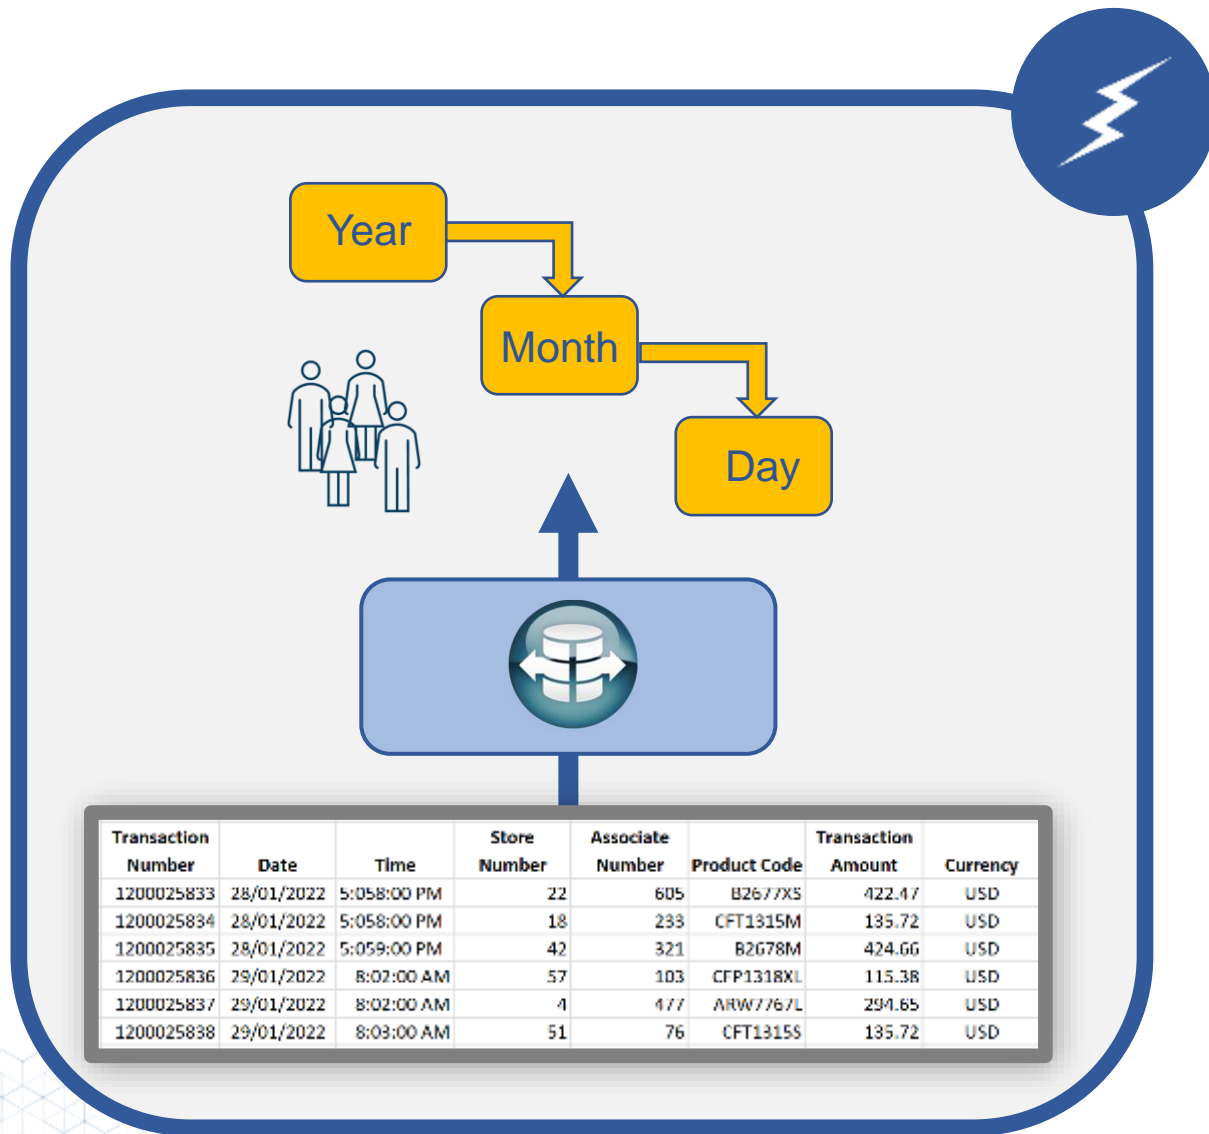 Year
Month
Day
Transaction Number Date Time Store Number Associate Number Product Code Transaction Amount Currency
1200025833 28/01/2022 5:058:00 PM 22 605 B2677XS 422.47 USD
1200025834 28/01/2022 5:058:00 PM 18 233 CFT1315M 135.72 USD
1200025835 28/01/2022 5:059:00 PM 42 321 B2678M 424.66 USD
1200025836 29/01/2022 8:02:00 AM 57 103 CFP1318XL 115.38 USD
1200025837 29/01/2022 8:02:00 AM 4 477 ARW7767L 294.65 USD
1200025838 29/01/2022 8:03:00 AM 51 76 CFT1315S 135.72 USD